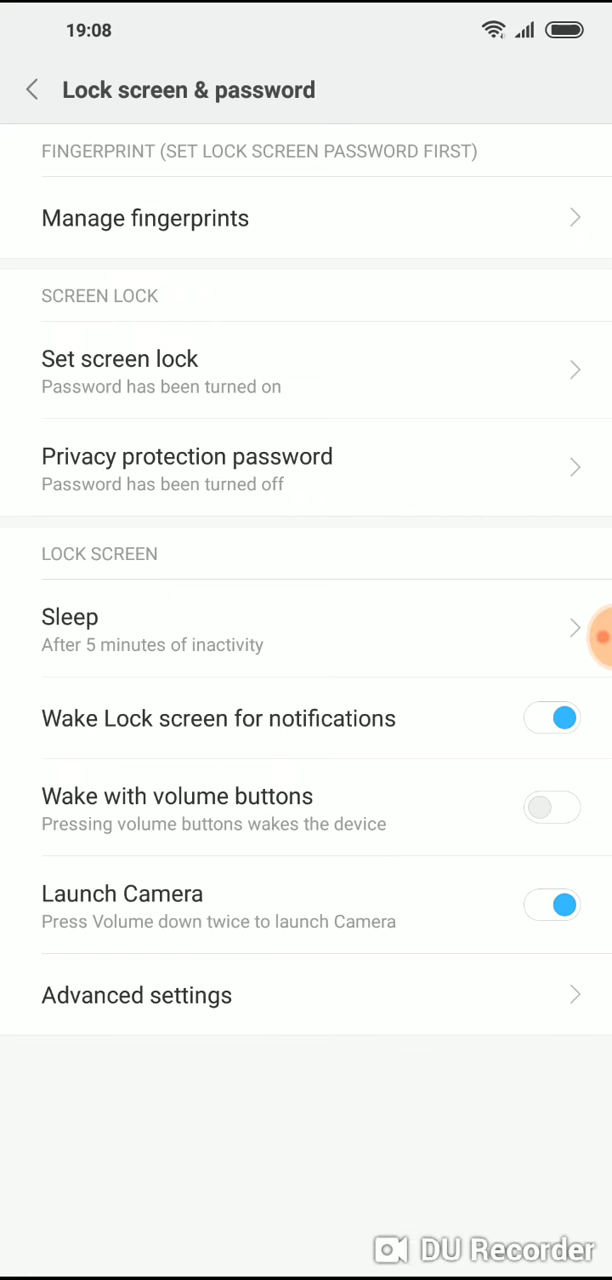 19:08
Lock screen & password
FINGERPRINT (SET LOCK SCREEN PASSWORD FIRST)
Manage fingerprints
SCREEN LOCK
Set screen lock
Password has been turned on
Privacy protection password
Password has been turned off
LOCK SCREEN
Sleep
After 5 minutes of inactivity
Wake Lock screen for notifications
Wake with volume buttons
Pressing volume buttons wakes the device
Launch Camera
Press Volume down twice to launch Camera
Advanced settings
DU Recorder